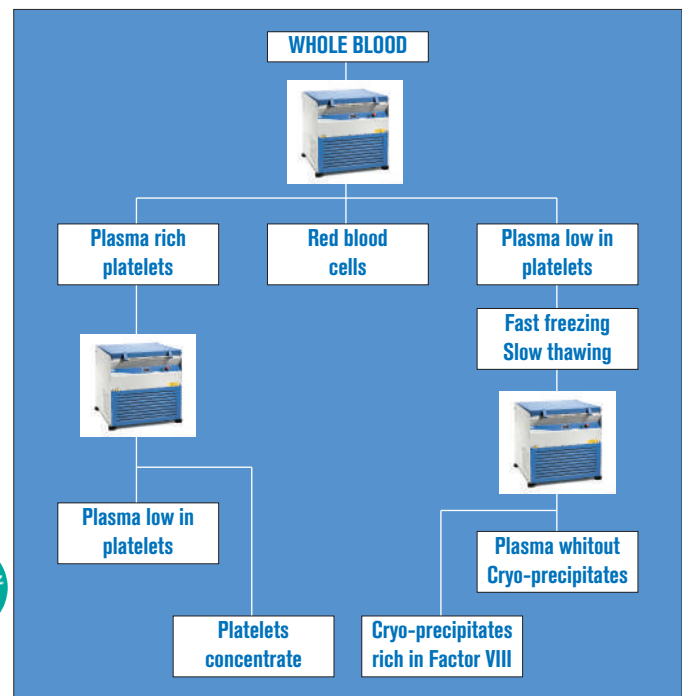 WHOLE BLOOD
Plasma rich
platelets
Red blood
cells
Plasma low in
platelets
Fast freezing
Slow thawing
Plasma low in
platelets
Plasma whitout
Cryo-precipitates
Platelets
concentrate
Cryo-precipitates
rich in Factor VIII